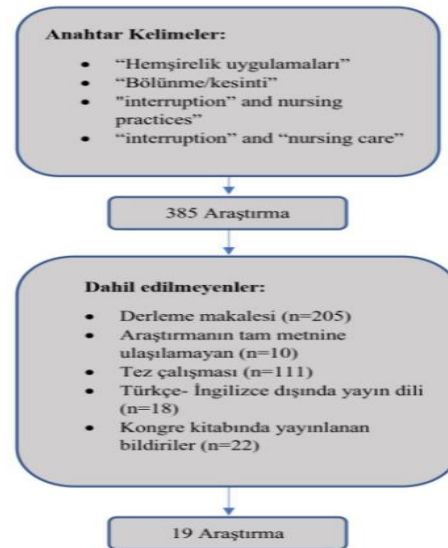 Anahtar Kelimeler:
• “Hemşirelik uygulamaları”
• “Bölünme/kesinti”
• "interruption” and nursing
practices”
• “interruption” and “nursing care”
385 Araştırma
Dahil edilmeyenler:
• Derleme makalesi (n=205)
• Araştırmanın tam metnine
ulaşılamayan (n=10)
• Tez çalışması (n=111)
• Türkçe- İngilizce dışında yayın dili
(n=18)
• Kongre kitabında yayınlanan
bildiriler (n=22)
19 Araştırma